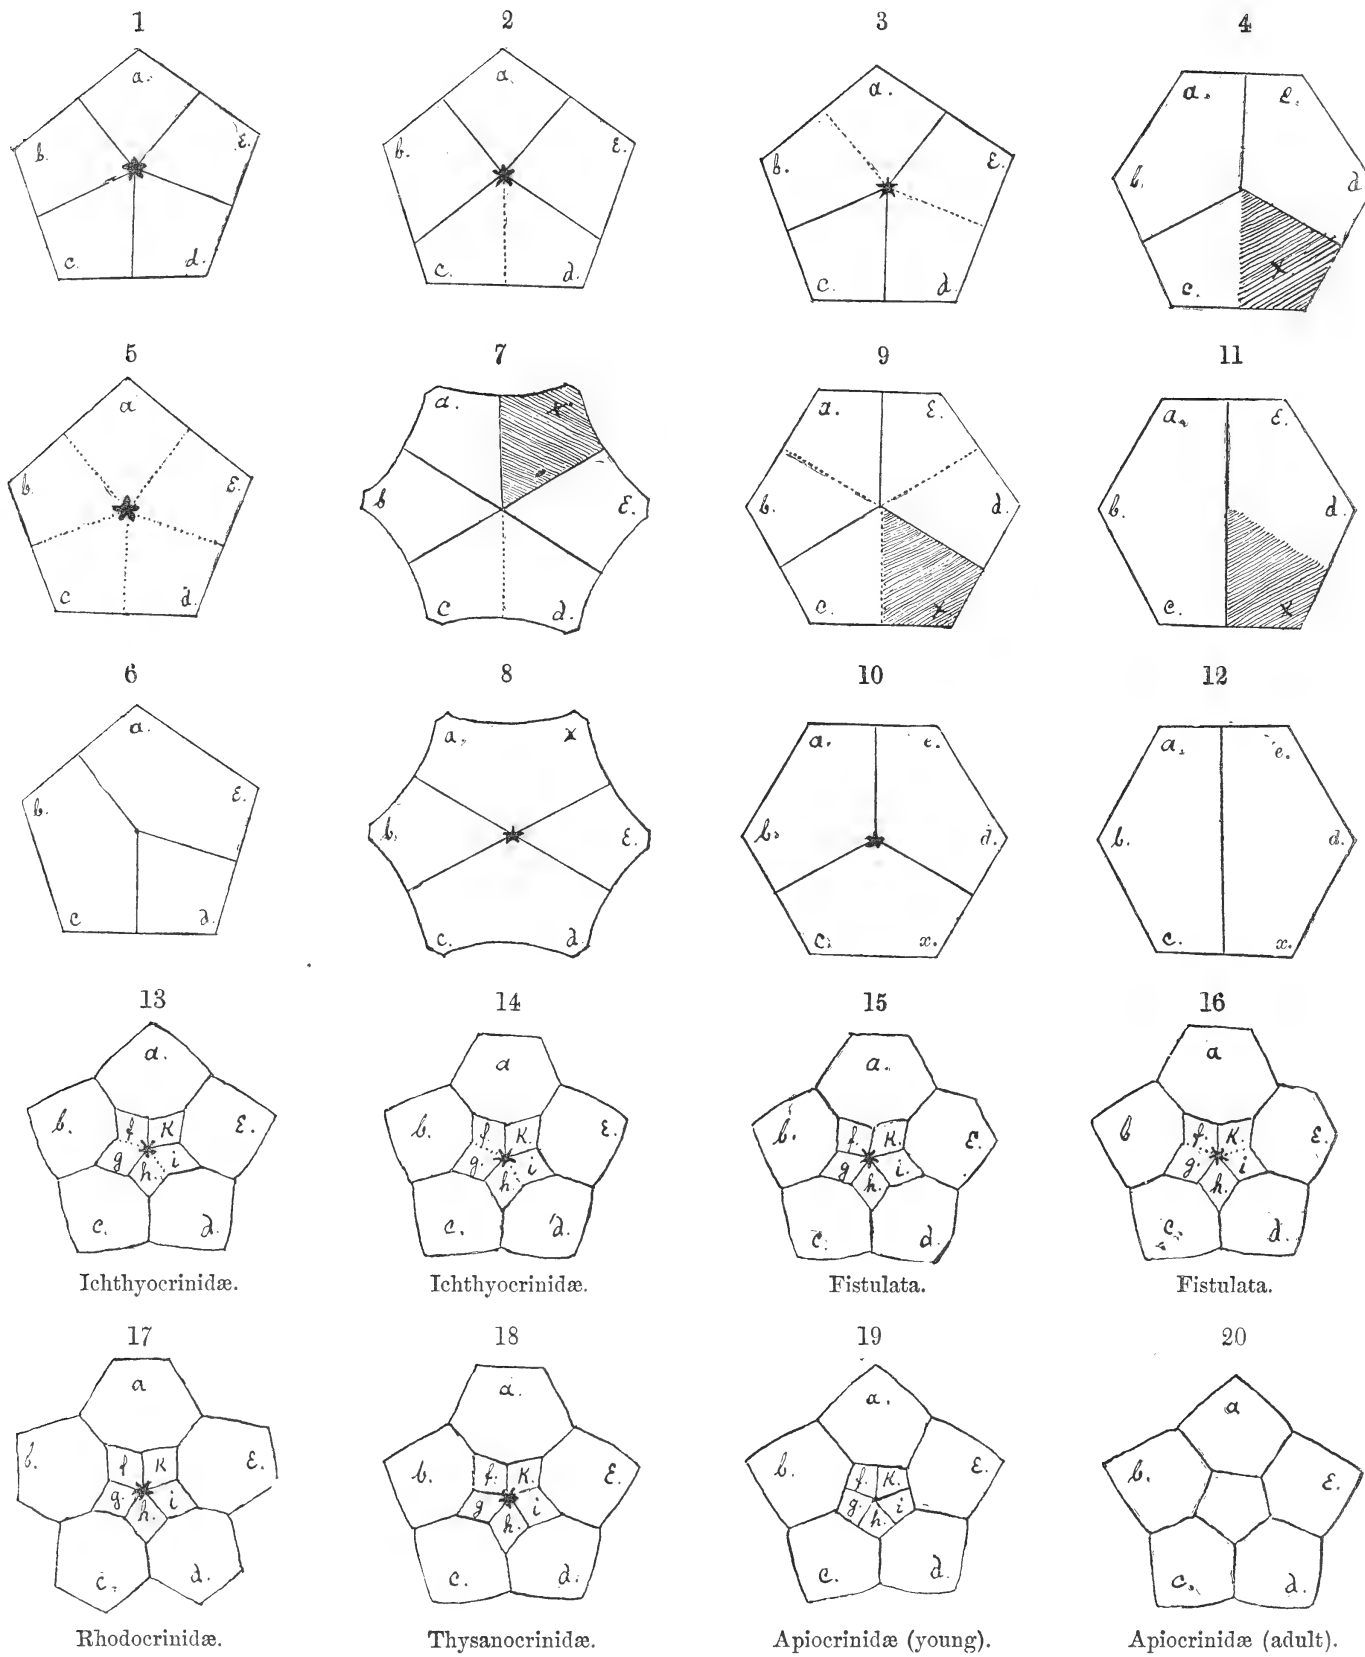 1 2 3 4
a. a. a. a. e.
b. ε. b. ε. b. ε. b. d
c. d. c. d. c. d. c. x
5 7 9 11
a a. x a. ε. a. ε.
b. ε. b ε. b. d. b. d.
c d. c d. c. x c. x
6 8 10 12
a. a. x a. e. a. e.
b. ε. b. ε. b. d. b. d.
c d. c. d. c. x. c. x.
13 14 15 16
a. a a. a
b. f K ε. b. f. K. ε. b. f. K. ε. b f. K. ε.
g h. i g. h. i g h. i. g. h. i
c. d. c. d. c. d. c. d.
Ichthyocrinidæ. Ichthyocrinidæ. Fistulata. Fistulata.
17 18 19 20
a a. a. a
b. f K ε. b. f. K. ε. b. f. K. ε. b. ε.
g. h. i g h. i g. h. i
c. d. c. d. c. d. c. d.
Rhodocrinidæ. Thysanocrinidæ. Apiocrinidæ (young). Apiocrinidæ (adult).